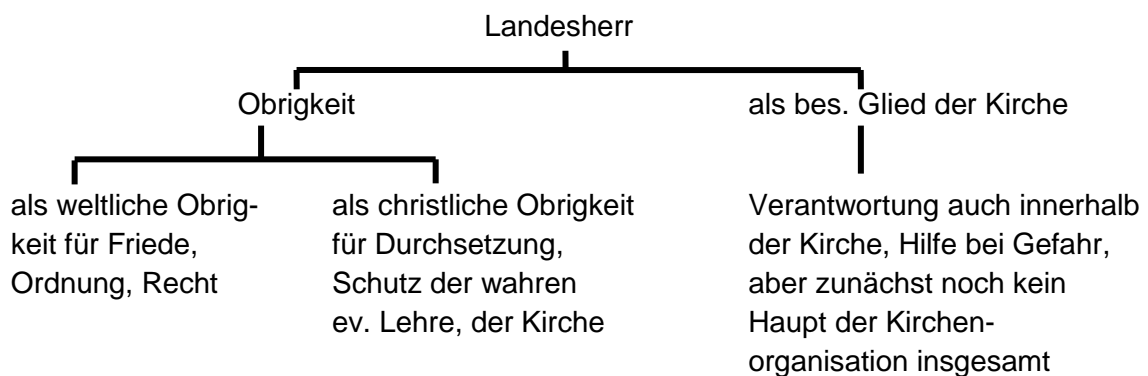 Landesherr
Obrigkeit
als bes. Glied der Kirche
als weltliche Obrig-
keit für Friede,
Ordnung, Recht
als christliche Obrigkeit
für Durchsetzung,
Schutz der wahren
ev. Lehre, der Kirche
Verantwortung auch innerhalb
der Kirche, Hilfe bei Gefahr,
aber zunächst noch kein
Haupt der Kirchen-
organisation insgesamt